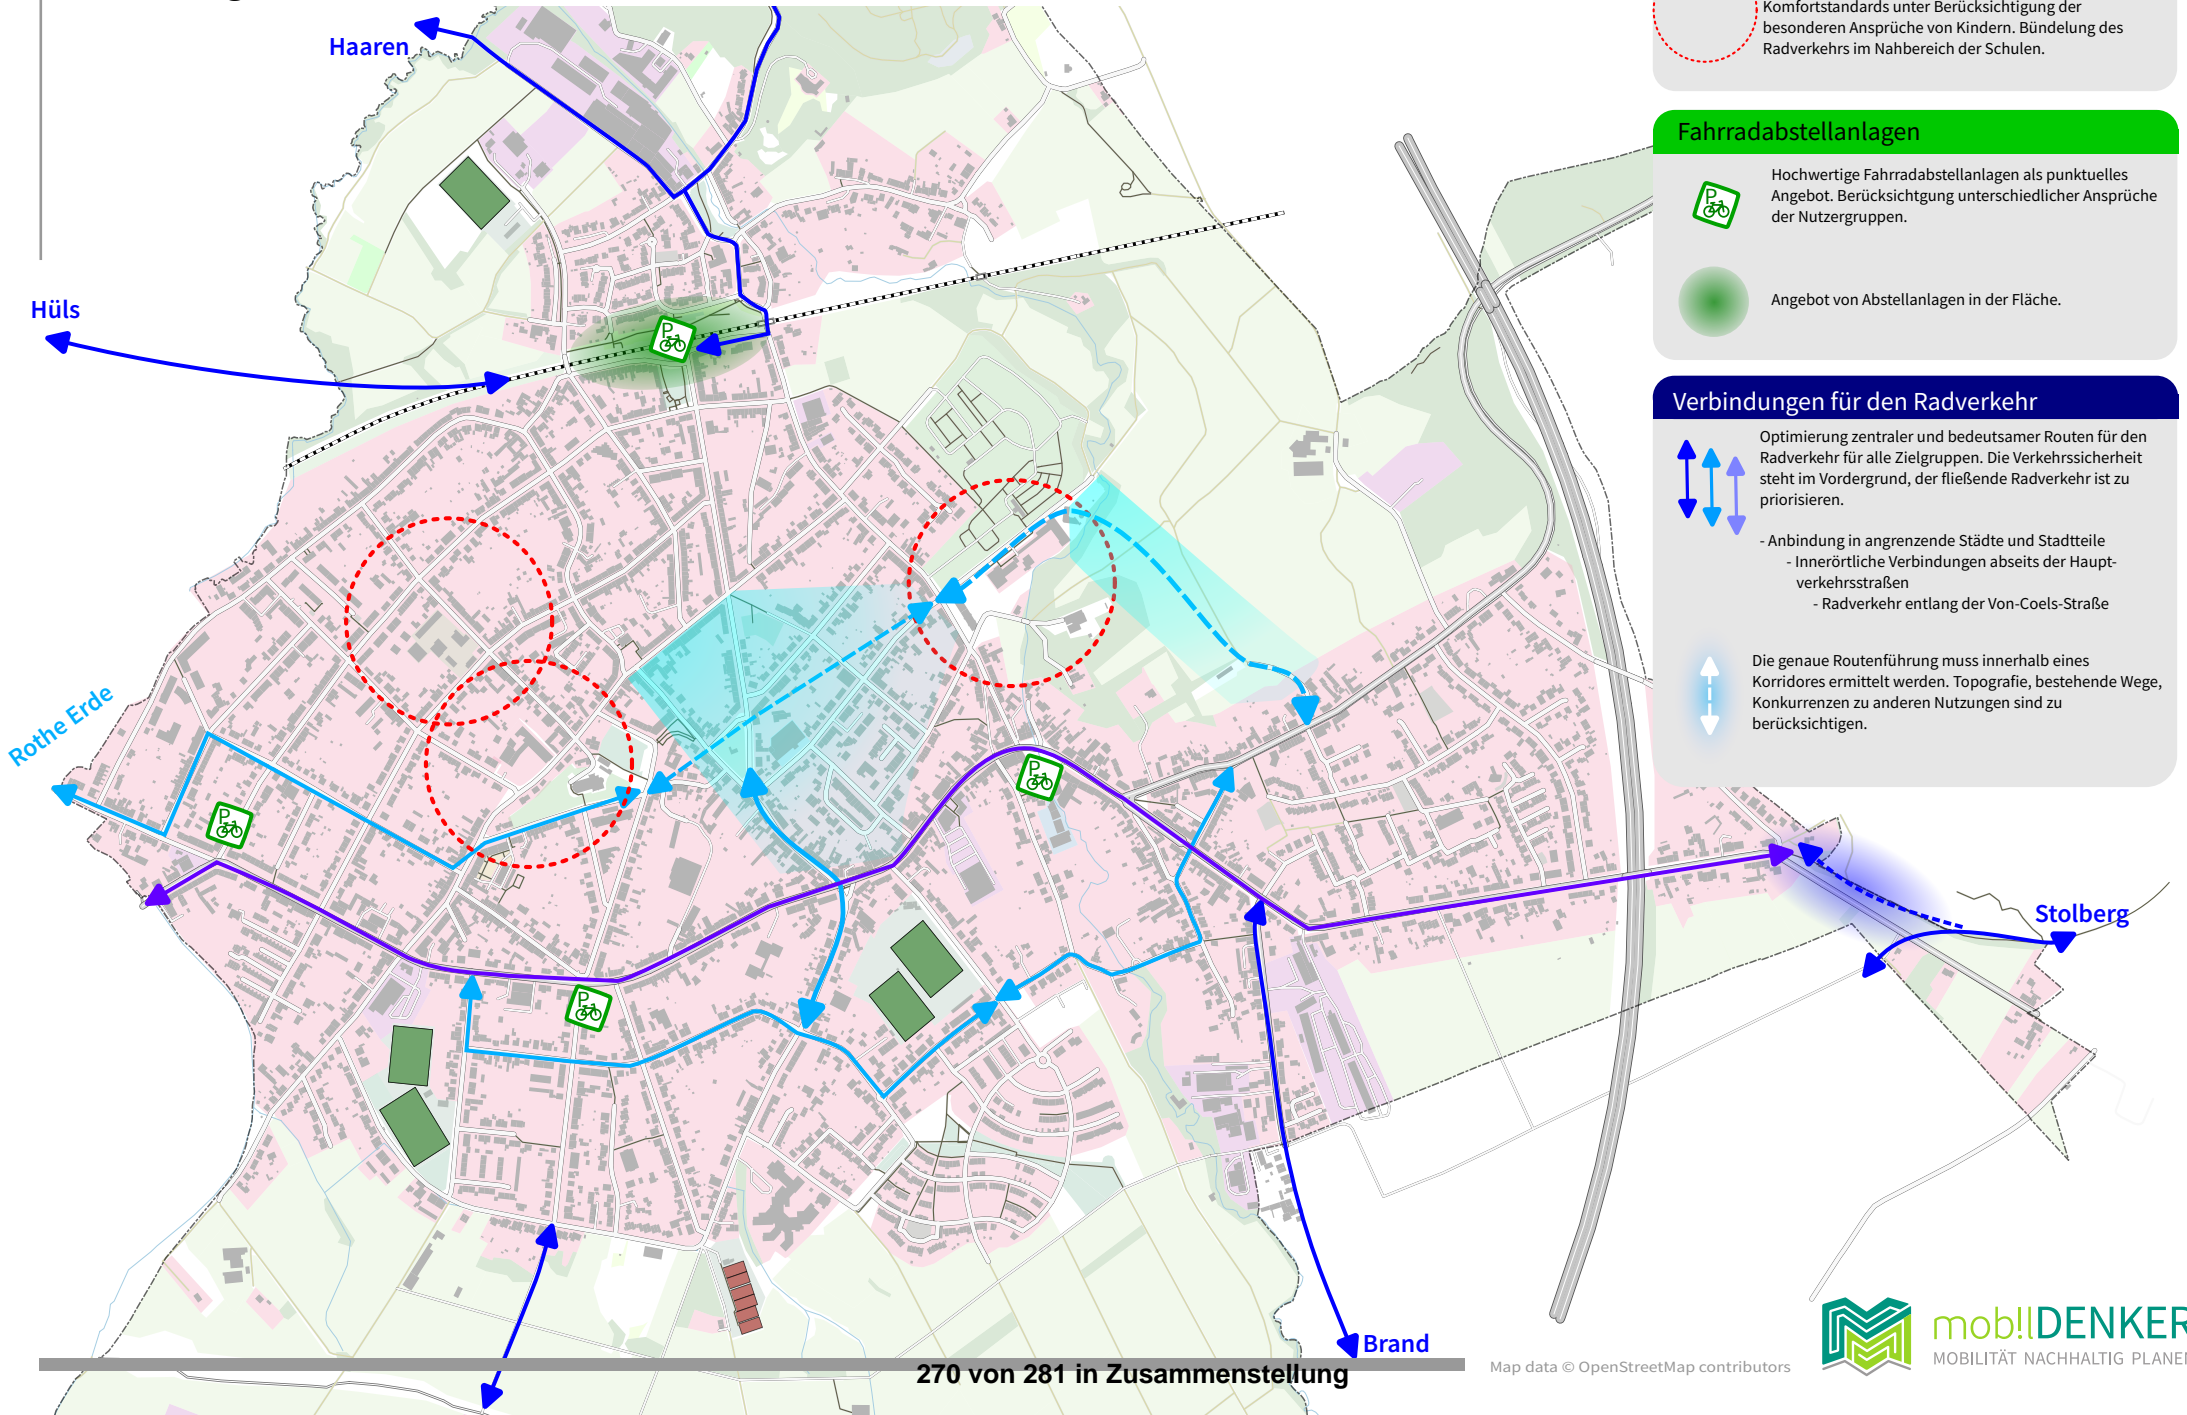 Haaren
Hüls
Rothe Erde
Stolberg
Brand
P
P
P
P
Komfortstandards unter Berücksichtigung der
besonderen Ansprüche von Kindern. Bündelung des
Radverkehrs im Nahbereich der Schulen.
Fahrradabstellanlagen
P
Hochwertige Fahrradabstellanlagen als punktuelles
Angebot. Berücksichtgung unterschiedlicher Ansprüche
der Nutzergruppen.
Angebot von Abstellanlagen in der Fläche.
Verbindungen für den Radverkehr
Optimierung zentraler und bedeutsamer Routen für den
Radverkehr für alle Zielgruppen. Die Verkehrssicherheit
steht im Vordergrund, der fließende Radverkehr ist zu
priorisieren.
- Anbindung in angrenzende Städte und Stadtteile
- Innerörtliche Verbindungen abseits der Haupt-
verkehrsstraßen
- Radverkehr entlang der Von-Coels-Straße
Die genaue Routenführung muss innerhalb eines
Korridores ermittelt werden. Topografie, bestehende Wege,
Konkurrenzen zu anderen Nutzungen sind zu
berücksichtigen.
270 von 281 in Zusammenstellung
Map data © OpenStreetMap contributors
mob!lDENKER
MOBILITÄT NACHHALTIG PLANEN